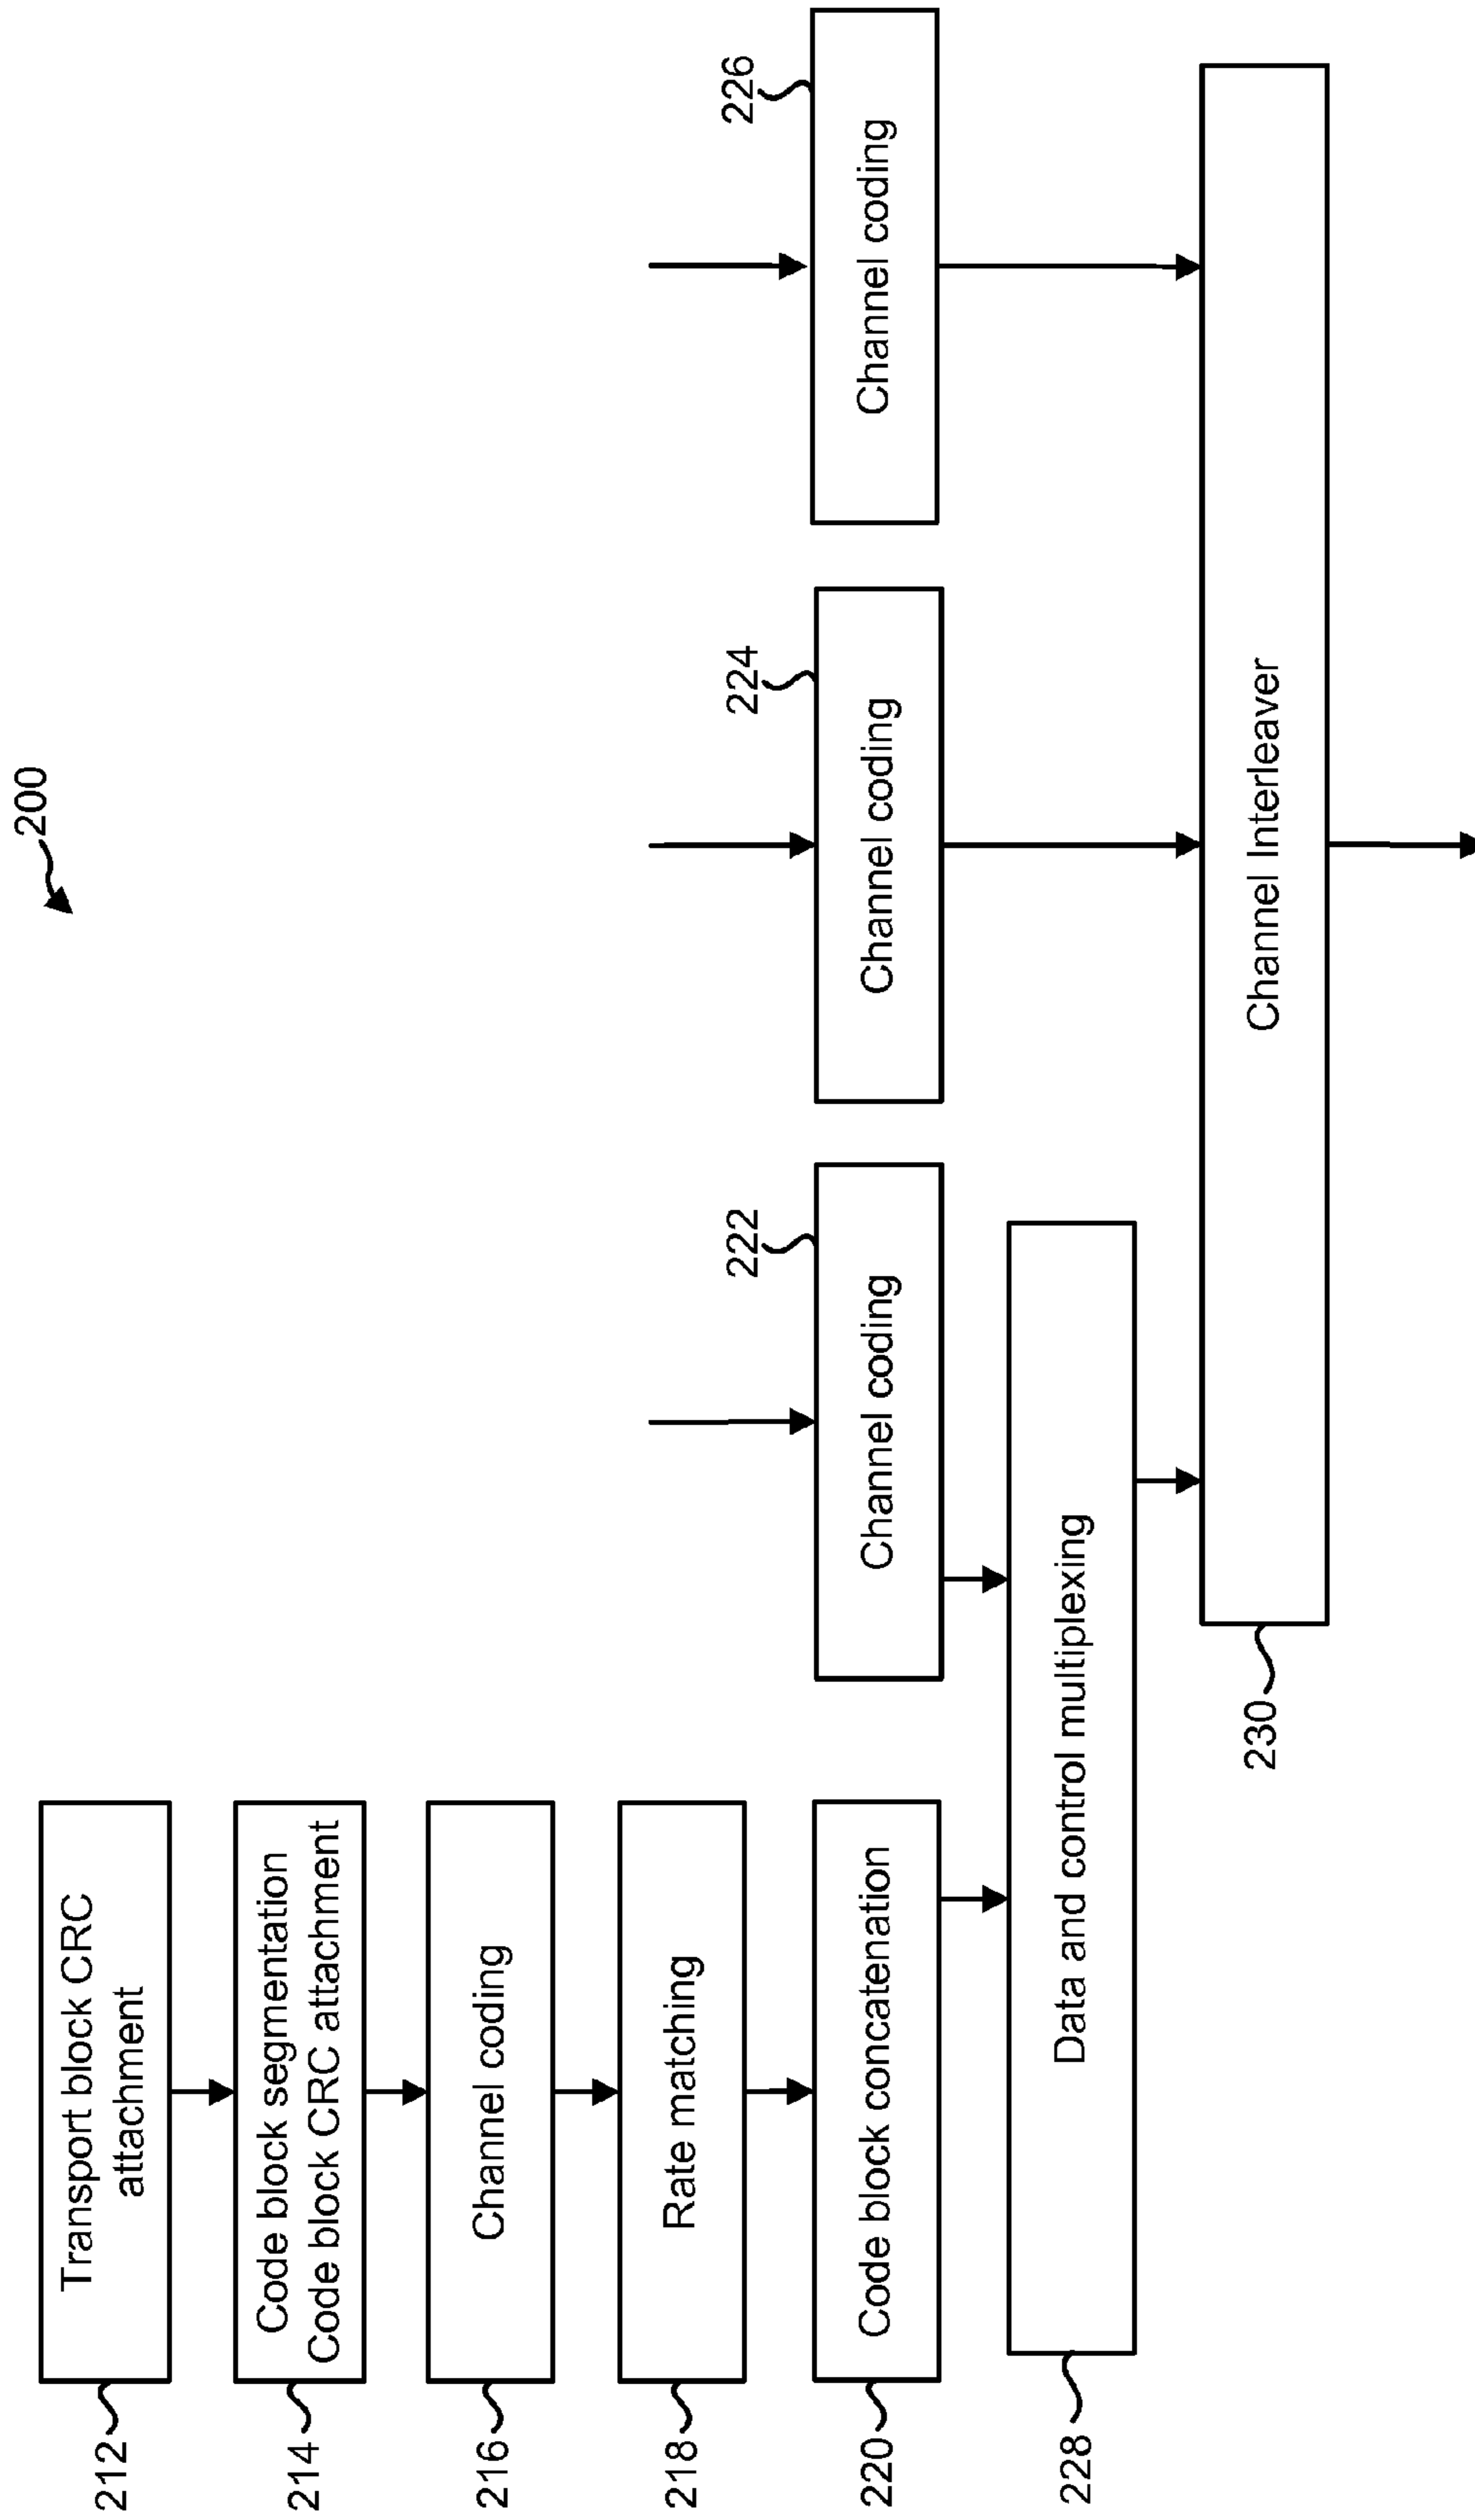 200
212
Transport block CRC
attachment
214
Code block segmentation
Code block CRC attachment
216
Channel coding
218
Rate matching
220
Code block concatenation
222
Channel coding
224
Channel coding
226
Channel coding
228
Data and control multiplexing
230
Channel Interleaver